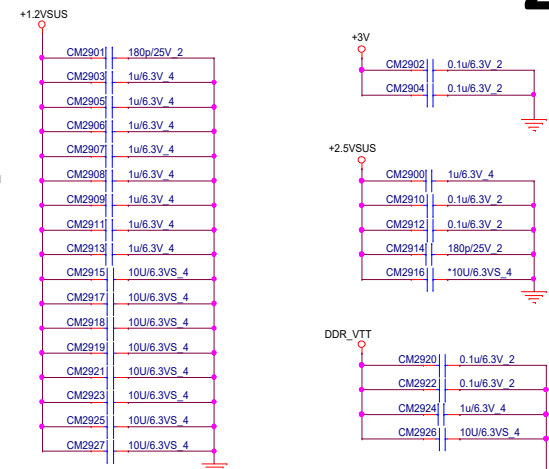 +1.2VSUS
CM2901 180p/25V_2
CM2903 1u/6.3V_4
CM2905 1u/6.3V_4
CM2906 1u/6.3V_4
CM2907 1u/6.3V_4
CM2908 1u/6.3V_4
CM2909 1u/6.3V_4
CM2911 1u/6.3V_4
CM2913 1u/6.3V_4
CM2915 10U/6.3VS_4
CM2917 10U/6.3VS_4
CM2918 10U/6.3VS_4
CM2919 10U/6.3VS_4
CM2921 10U/6.3VS_4
CM2923 10U/6.3VS_4
CM2925 10U/6.3VS_4
CM2927 10U/6.3VS_4
+3V
CM2902 0.1u/6.3V_2
CM2904 0.1u/6.3V_2
+2.5VSUS
CM2900 1u/6.3V_4
CM2910 0.1u/6.3V_2
CM2912 0.1u/6.3V_2
CM2914 180p/25V_2
CM2916 *10U/6.3VS_4
DDR_VTT
CM2920 0.1u/6.3V_2
CM2922 0.1u/6.3V_2
CM2924 1u/6.3V_4
CM2926 10U/6.3VS_4